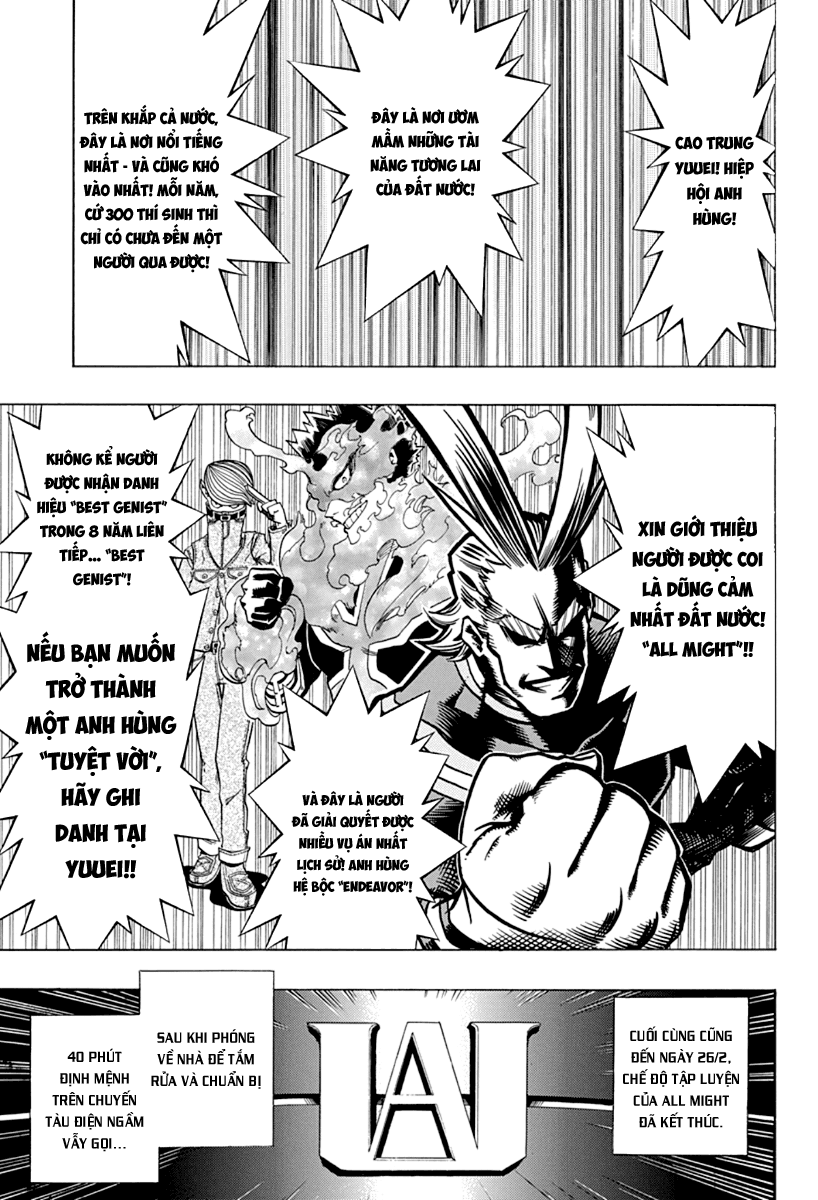 CAO TRUNG
YUUEI! HIỆP
HỘI ANH
HÙNG!
ĐÂY LÀ NƠI ƯƠM
MẦM NHỮNG TÀI
NĂNG TƯƠNG LAI
CỦA ĐẤT NƯỚC!
TRÊN KHẮP CẢ NƯỚC,
ĐÂY LÀ NƠI NỔI TIẾNG
NHẤT - VÀ CŨNG KHÓ
VÀO NHẤT! MỖI NĂM,
CỨ 300 THÍ SINH THÌ
CHỈ CÓ CHƯA ĐẾN MỘT
NGƯỜI QUA ĐƯỢC!
XIN GIỚI THIỆU
NGƯỜI ĐƯỢC COI
LÀ DŨNG CẢM
NHẤT ĐẤT NƯỚC!
"ALL MIGHT"!!
VÀ ĐÂY LÀ NGƯỜI
ĐÃ GIẢI QUYẾT ĐƯỢC
NHIỀU VỤ ÁN NHẤT
LỊCH SỬ! ANH HÙNG
HỆ BỘC "ENDEAVOR"!
KHÔNG KỂ NGƯỜI
ĐƯỢC NHẬN DANH
HIỆU "BEST GENIST"
TRONG 8 NĂM LIÊN
TIẾP... "BEST
GENIST"!
NẾU BẠN MUỐN
TRỞ THÀNH
MỘT ANH HÙNG
"TUYỆT VỜI",
HÃY GHI
DANH TẠI
YUUEI!!
CUỐI CÙNG CŨNG
ĐẾN NGÀY 26/2,
CHẾ ĐỘ TẬP LUYỆN
CỦA ALL MIGHT
ĐÃ KẾT THÚC.
UA
SAU KHI PHÓNG
VỀ NHÀ ĐỂ TẮM
RỬA VÀ CHUẨN BỊ
40 PHÚT
ĐỊNH MỆNH
TRÊN CHUYẾN
TÀU ĐIỆN NGẦM
VẪY GỌI...